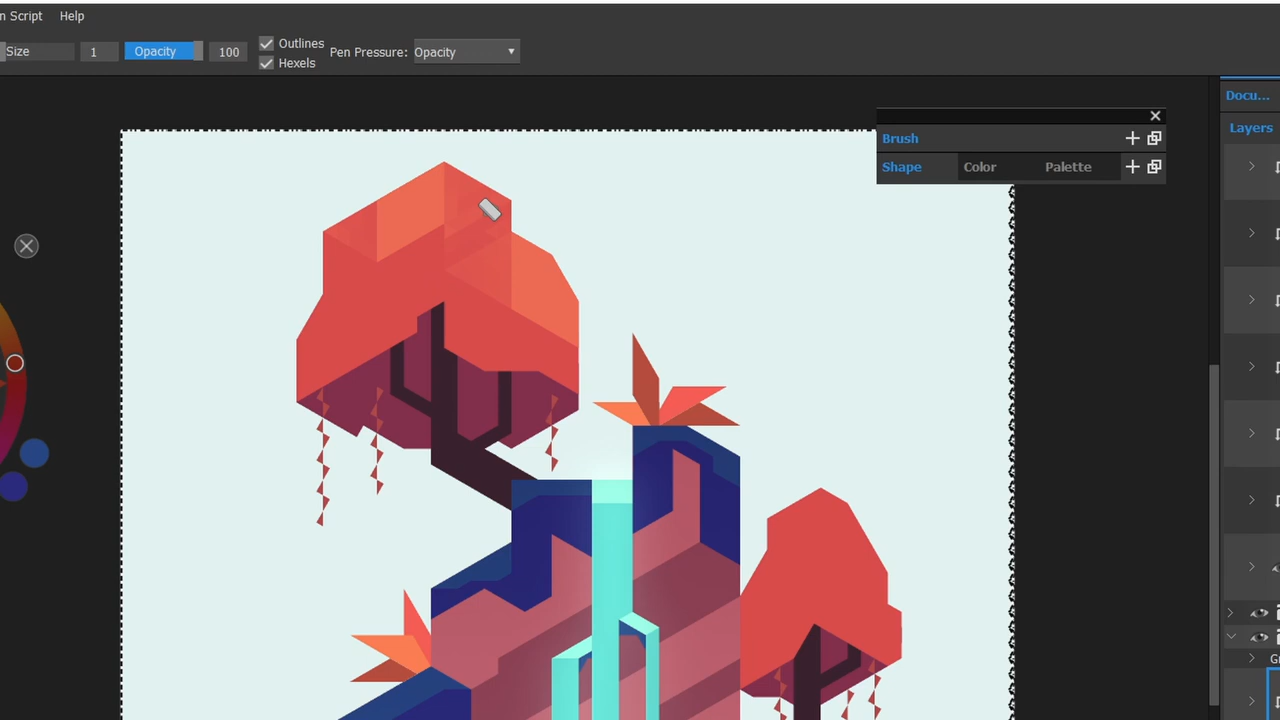 n Script Help
Size 1 Opacity 100 Outlines Pen Pressure: Opacity
Hexels
Docu...
Brush
Layers
Shape Color Palette